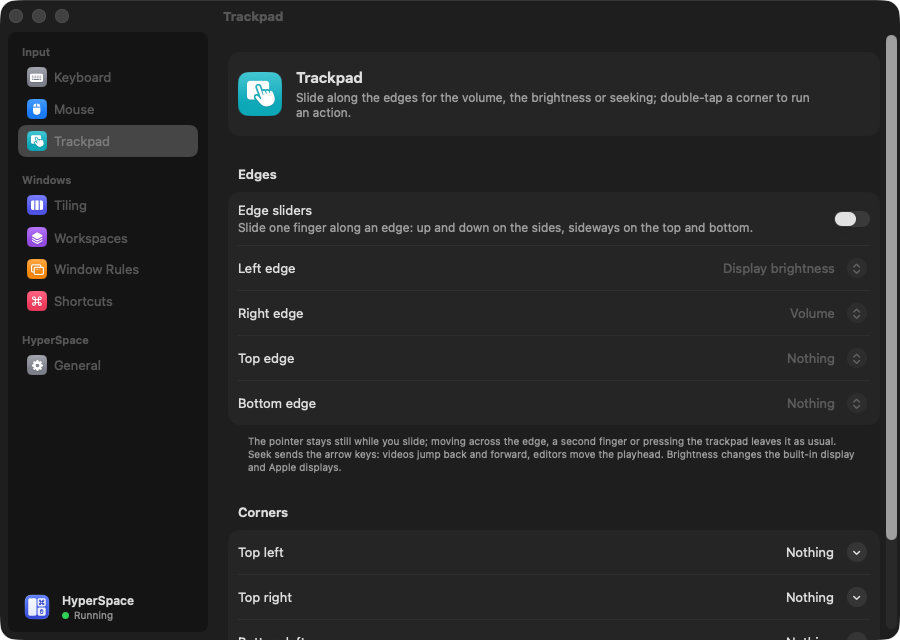 Trackpad
Input
Keyboard
Mouse
Trackpad
Windows
Tiling
Workspaces
Window Rules
Shortcuts
HyperSpace
General
HyperSpace
Running
Trackpad
Slide along the edges for the volume, the brightness or seeking; double-tap a corner to run
an action.
Edges
Edge sliders
Slide one finger along an edge: up and down on the sides, sideways on the top and bottom.
Left edge
Display brightness
Right edge
Volume
Top edge
Nothing
Bottom edge
Nothing
The pointer stays still while you slide; moving across the edge, a second finger or pressing the trackpad leaves it as usual.
Seek sends the arrow keys: videos jump back and forward, editors move the playhead. Brightness changes the built-in display
and Apple displays.
Corners
Top left
Nothing
Top right
Nothing